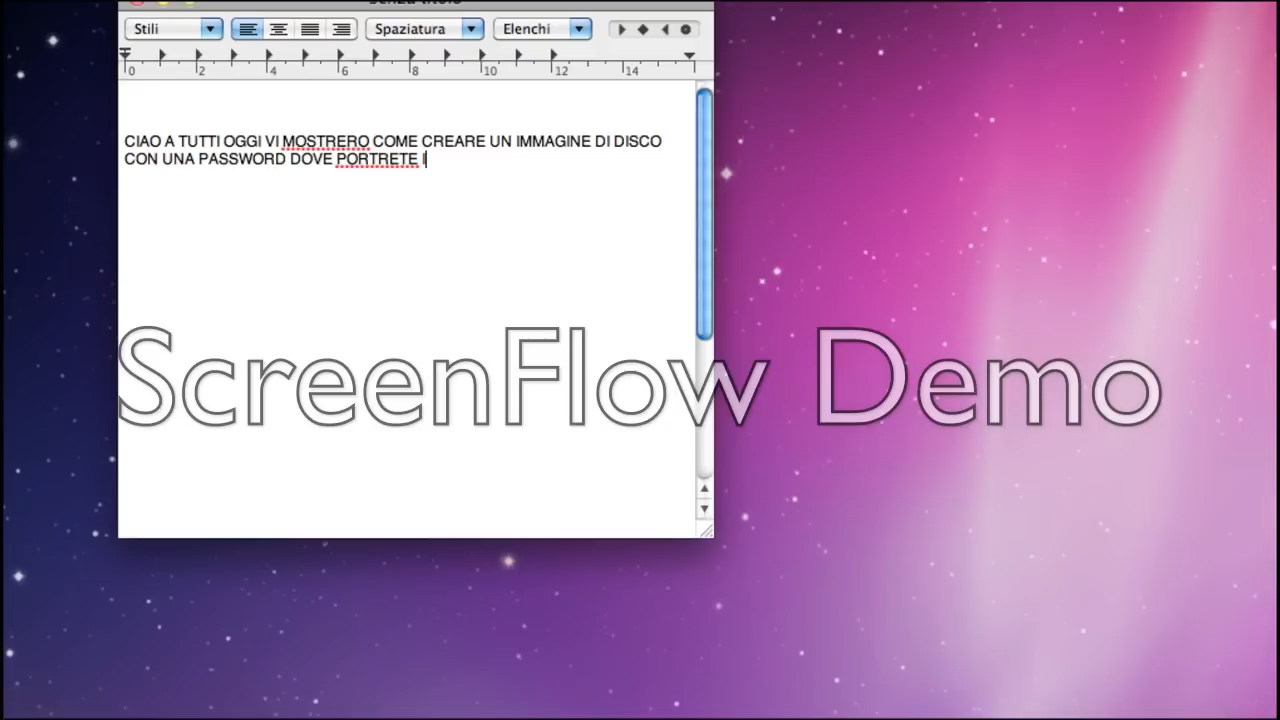 Stili
Spaziatura
Elenchi
0 2 4 6 8 10 12 14
CIAO A TUTTI OGGI VI MOSTRERO COME CREARE UN IMMAGINE DI DISCO
CON UNA PASSWORD DOVE PORTRETE I
ScreenFlow Demo